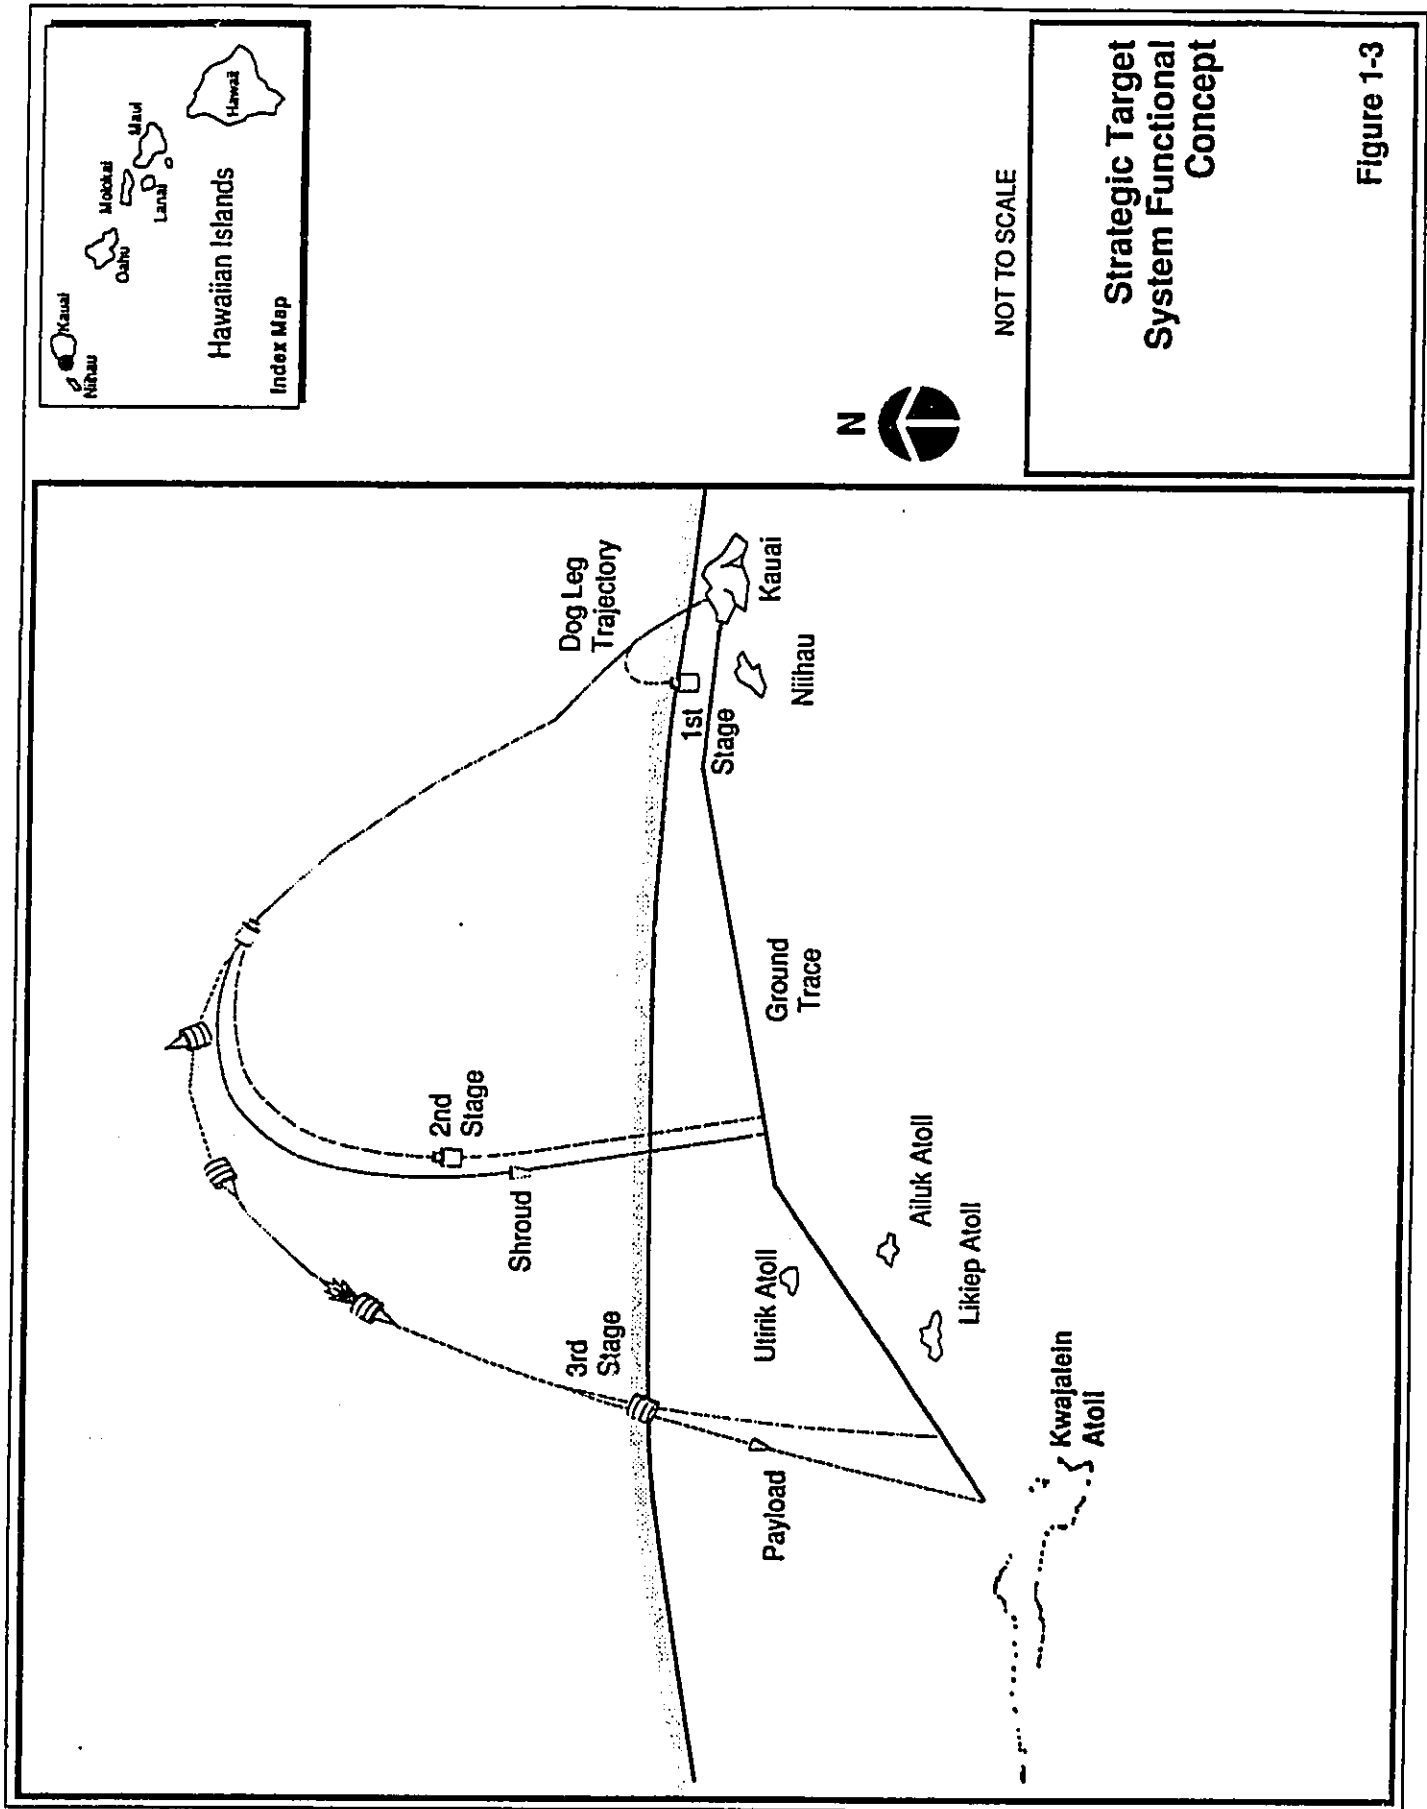 Dog Leg
Trajectory
Kauai
Niihau
1st
Stage
Ground
Trace
2nd
Stage
Shroud
Ailuk Atoll
Likiep Atoll
Utirik Atoll
3rd
Stage
Payload
Kwajalein
Atoll
Kauai
Niihau
Oahu
Molokai
Lanai
Maui
Hawaii
Hawaiian Islands
Index Map
N
NOT TO SCALE
Strategic Target
System Functional
Concept
Figure 1-3